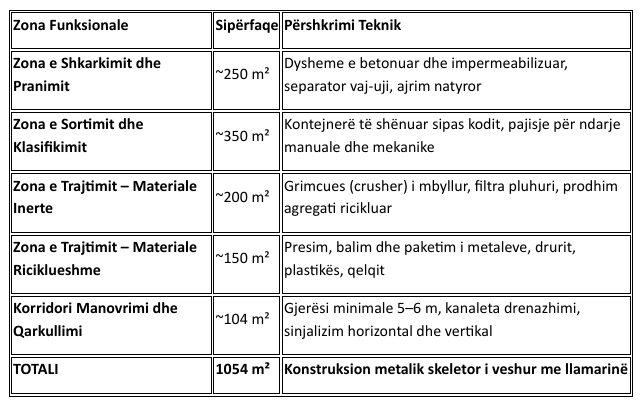 Zona Funksionale Sipërfaqe Përshkrimi Teknik
Zona e Shkarkimit dhe
Pranimit
~250 m²
Dysheme e betonuar dhe impermeabilizuar,
separator vaj-uji, ajrim natyror
Zona e Sortimit dhe
Klasifikimit
~350 m²
Kontejnerë të shënuar sipas kodit, pajisje për ndarje
manuale dhe mekanike
Zona e Trajtimit – Materiale
Inerte
~200 m²
Grimcues (crusher) i mbyllur, filtra pluhuri, prodhim
agregati ricikluar
Zona e Trajtimit – Materiale
Riciklueshme
~150 m²
Presim, balim dhe paketim i metaleve, drurit,
plastikës, qelqit
Korridori Manovrimi dhe
Qarkullimi
~104 m²
Gjerësi minimale 5–6 m, kanaleta drenazhimi,
sinjalizim horizontal dhe vertikal
TOTALI 1054 m² Konstruksion metalik skeletor i veshur me llamarinë